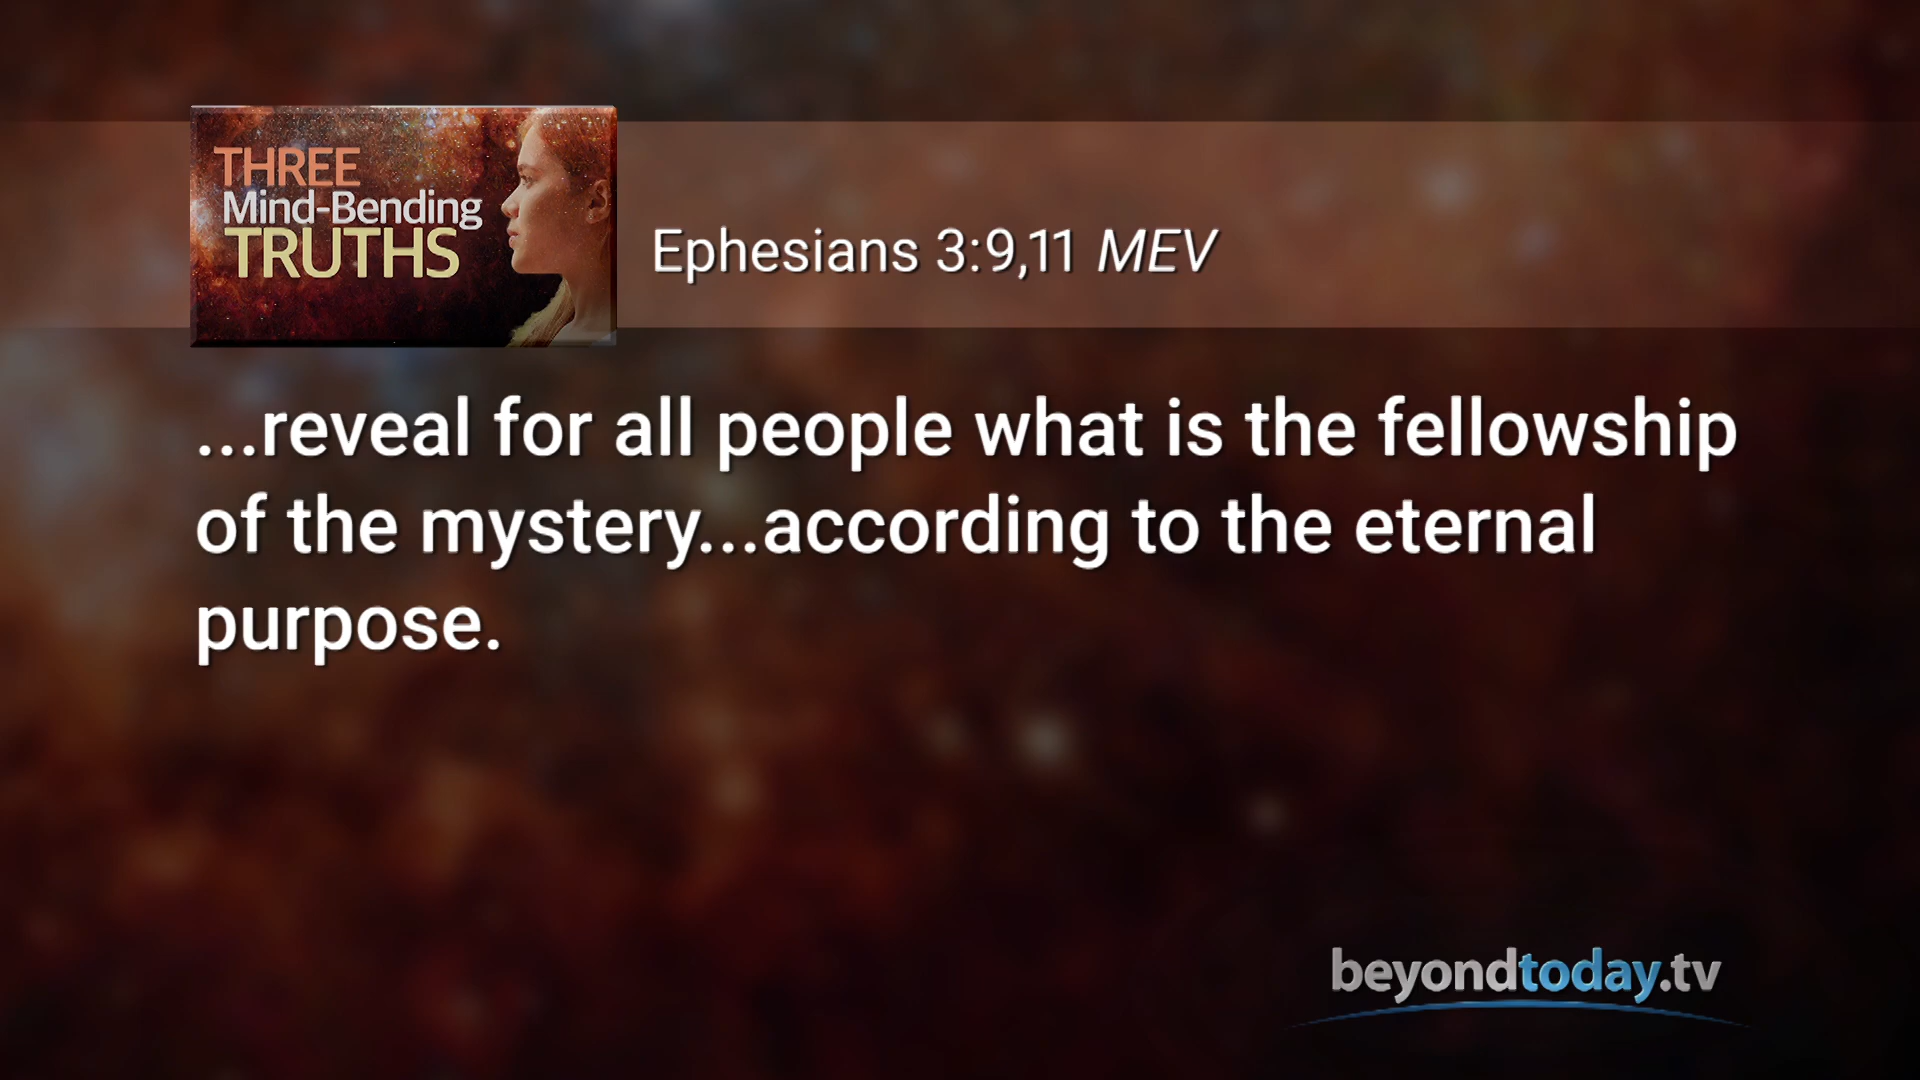 THREE
Mind-Bending
TRUTHS
Ephesians 3:9,11 MEV
...reveal for all people what is the fellowship
of the mystery...according to the eternal
purpose.
beyondtoday.tv